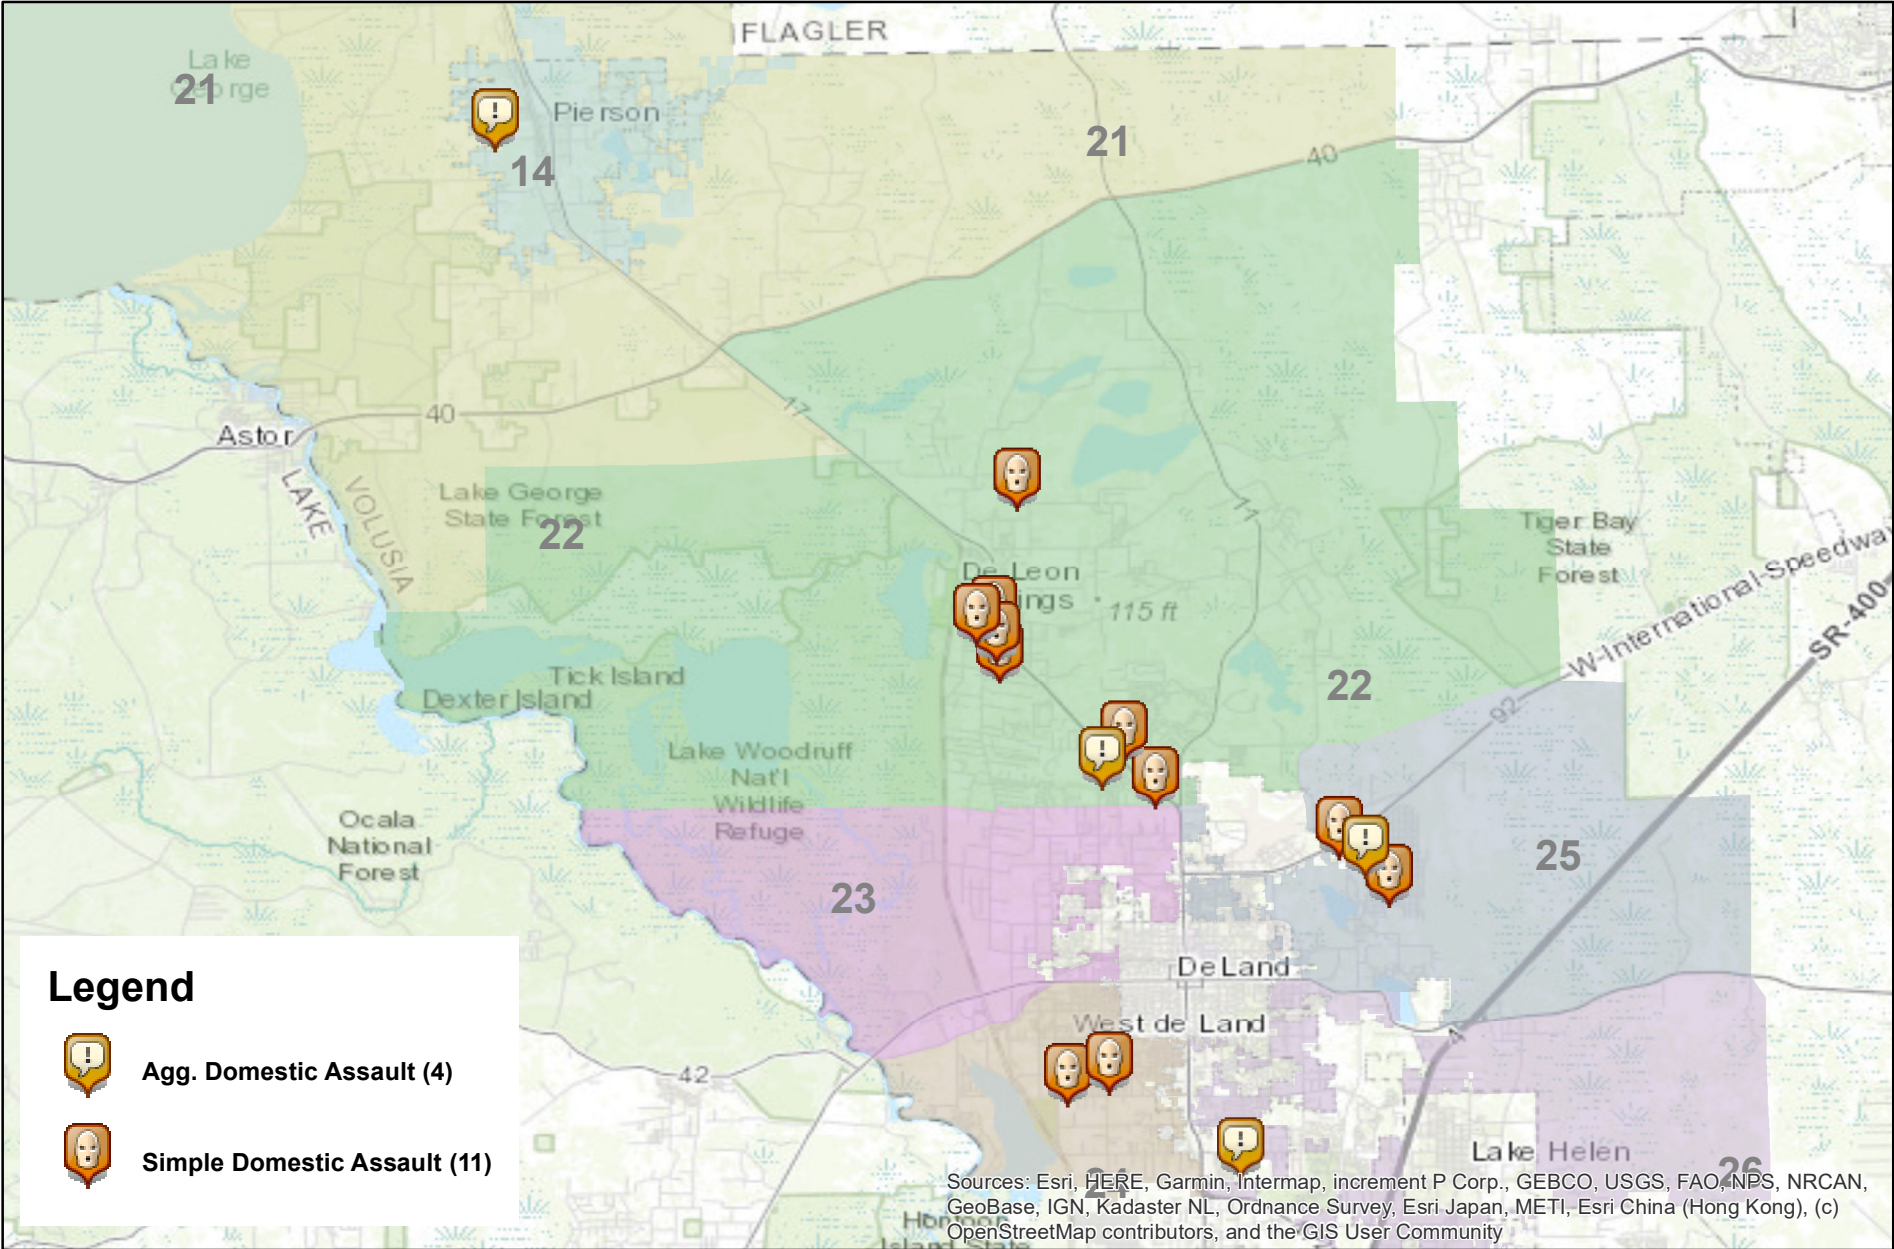 FLAGLER
Lake
George
21
Pierson
14
21
40
40
Astor
17
LAKE
VOLUSIA
Lake George
State Forest
22
11
Tiger Bay
State
Forest
W-International-Speedway
SR-400
De Leon
ings
115 ft
Tick Island
Dexter Island
22
92
Lake Woodruff
Nat'l
Wildlife
Refuge
Ocala
National
Forest
25
23
DeLand
West de Land
4
42
Lake Helen
24
26
Hontoon
Island State
Legend
Agg. Domestic Assault (4)
Simple Domestic Assault (11)
Sources: Esri, HERE, Garmin, Intermap, increment P Corp., GEBCO, USGS, FAO, NPS, NRCAN,
GeoBase, IGN, Kadaster NL, Ordnance Survey, Esri Japan, METI, Esri China (Hong Kong), (c)
OpenStreetMap contributors, and the GIS User Community